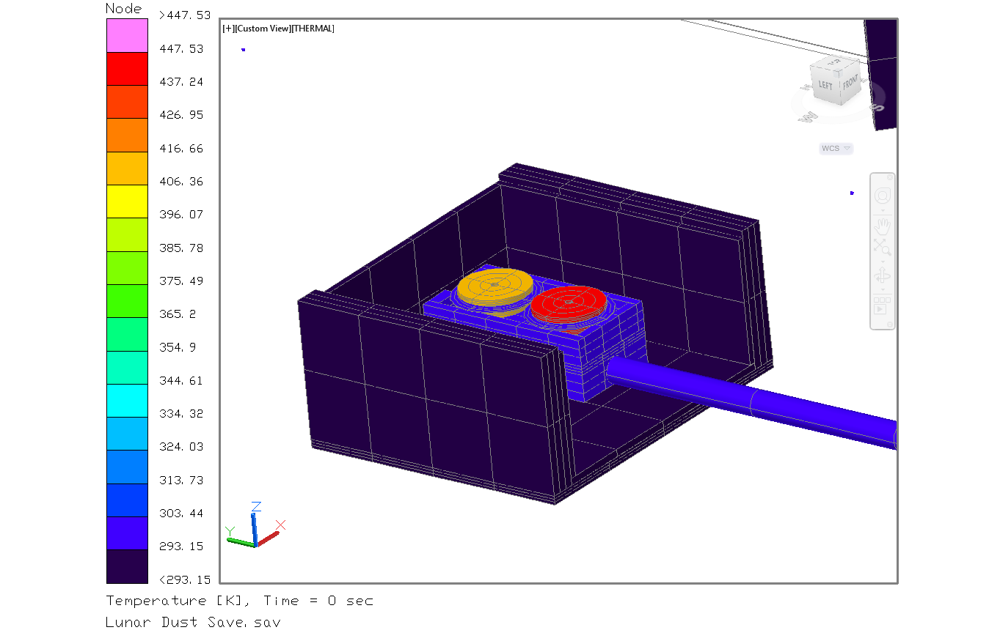 Node
>447.53
447.53
437.24
426.95
416.66
406.36
396.07
385.78
375.49
365.2
354.9
344.61
334.32
324.03
313.73
303.44
293.15
<293.15
[+][Custom View][THERMAL]
TOP
LEFT
FRONT
W
S
WCS
Z
Y
X
Temperature [K], Time = 0 sec
Lunar Dust Save.sav